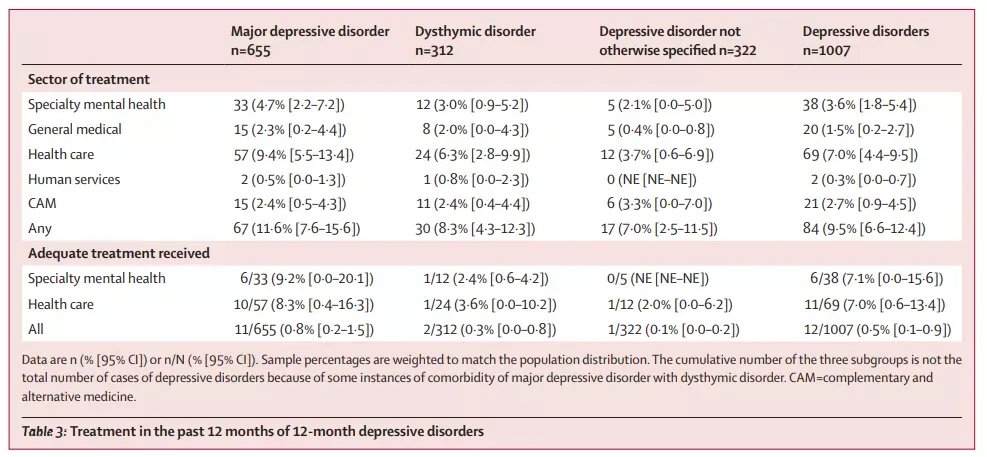 Major depressive disorder n=655 Dysthymic disorder n=312 Depressive disorder not otherwise specified n=322 Depressive disorders n=1007
Sector of treatment
Specialty mental health 33 (4·7% [2·2–7·2]) 12 (3·0% [0·9–5·2]) 5 (2·1% [0·0–5·0]) 38 (3·6% [1·8–5·4])
General medical 15 (2·3% [0·2–4·4]) 8 (2·0% [0·0–4·3]) 5 (0·4% [0·0–0·8]) 20 (1·5% [0·2–2·7])
Health care 57 (9·4% [5·5–13·4]) 24 (6·3% [2·8–9·9]) 12 (3·7% [0·6–6·9]) 69 (7·0% [4·4–9·5])
Human services 2 (0·5% [0·0–1·3]) 1 (0·8% [0·0–2·3]) 0 (NE [NE–NE]) 2 (0·3% [0·0–0·7])
CAM 15 (2·4% [0·5–4·3]) 11 (2·4% [0·4–4·4]) 6 (3·3% [0·0–7·0]) 21 (2·7% [0·9–4·5])
Any 67 (11·6% [7·6–15·6]) 30 (8·3% [4·3–12·3]) 17 (7·0% [2·5–11·5]) 84 (9·5% [6·6–12·4])
Adequate treatment received
Specialty mental health 6/33 (9·2% [0·0–20·1]) 1/12 (2·4% [0·6–4·2]) 0/5 (NE [NE–NE]) 6/38 (7·1% [0·0–15·6])
Health care 10/57 (8·3% [0·4–16·3]) 1/24 (3·6% [0·0–10·2]) 1/12 (2·0% [0·0–6·2]) 11/69 (7·0% [0·6–13·4])
All 11/655 (0·8% [0·2–1·5]) 2/312 (0·3% [0·0–0·8]) 1/322 (0·1% [0·0–0·2]) 12/1007 (0·5% [0·1–0·9])
Data are n (% [95% CI]) or n/N (% [95% CI]). Sample percentages are weighted to match the population distribution. The cumulative number of the three subgroups is not the
total number of cases of depressive disorders because of some instances of comorbidity of major depressive disorder with dysthymic disorder. CAM=complementary and
alternative medicine.
Table 3: Treatment in the past 12 months of 12-month depressive disorders